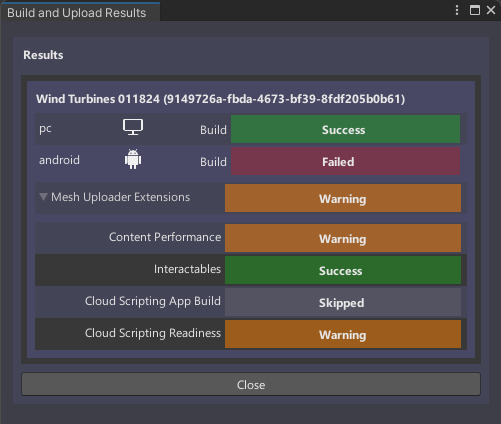 Build and Upload Results
Results
Wind Turbines 011824 (9149726a-fbda-4673-bf39-8fdf205b0b61)
pc Build Success
android Build Failed
Mesh Uploader Extensions Warning
Content Performance Warning
Interactables Success
Cloud Scripting App Build Skipped
Cloud Scripting Readiness Warning
Close